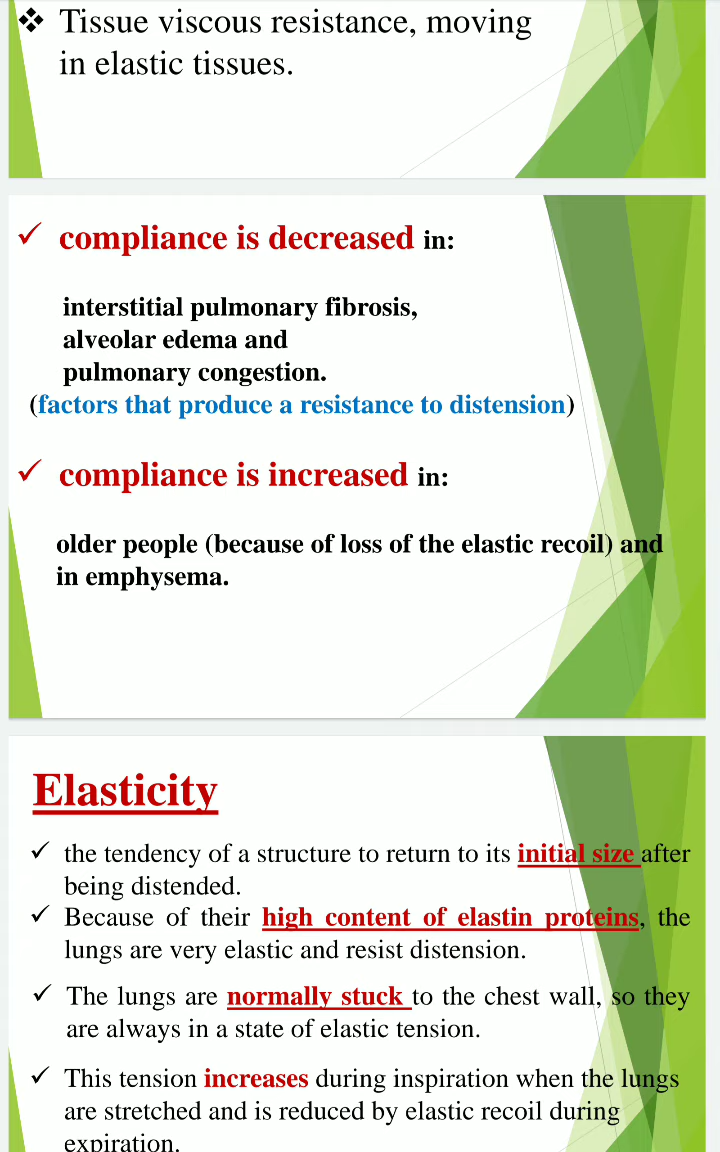 ❖ Tissue viscous resistance, moving
in elastic tissues.
✓ compliance is decreased in:
interstitial pulmonary fibrosis,
alveolar edema and
pulmonary congestion.
(factors that produce a resistance to distension)
✓ compliance is increased in:
older people (because of loss of the elastic recoil) and
in emphysema.
Elasticity
✓ the tendency of a structure to return to its initial size after
being distended.
✓ Because of their high content of elastin proteins, the
lungs are very elastic and resist distension.
✓ The lungs are normally stuck to the chest wall, so they
are always in a state of elastic tension.
✓ This tension increases during inspiration when the lungs
are stretched and is reduced by elastic recoil during
expiration.